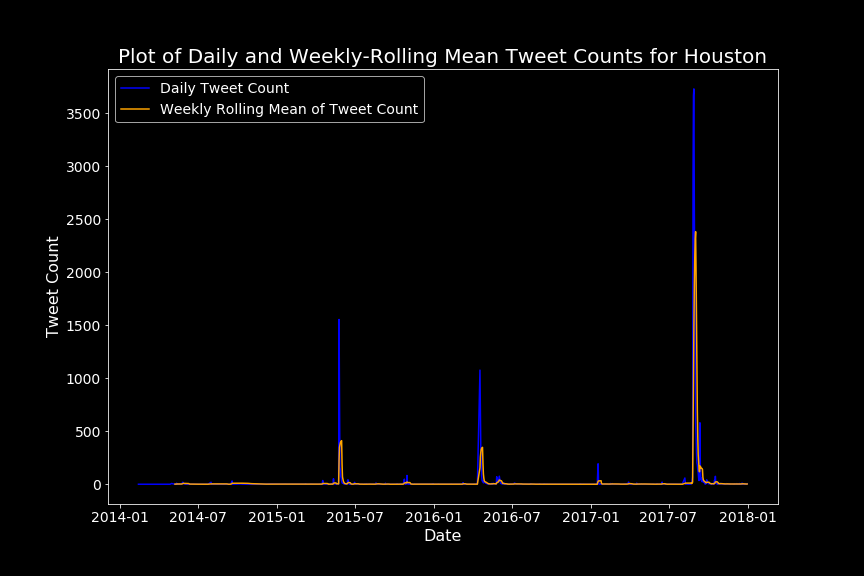 Plot of Daily and Weekly-Rolling Mean Tweet Counts for Houston
Daily Tweet Count
Weekly Rolling Mean of Tweet Count
Tweet Count
3500
3000
2500
2000
1500
1000
500
0
2014-01 2014-07 2015-01 2015-07 2016-01 2016-07 2017-01 2017-07 2018-01
Date